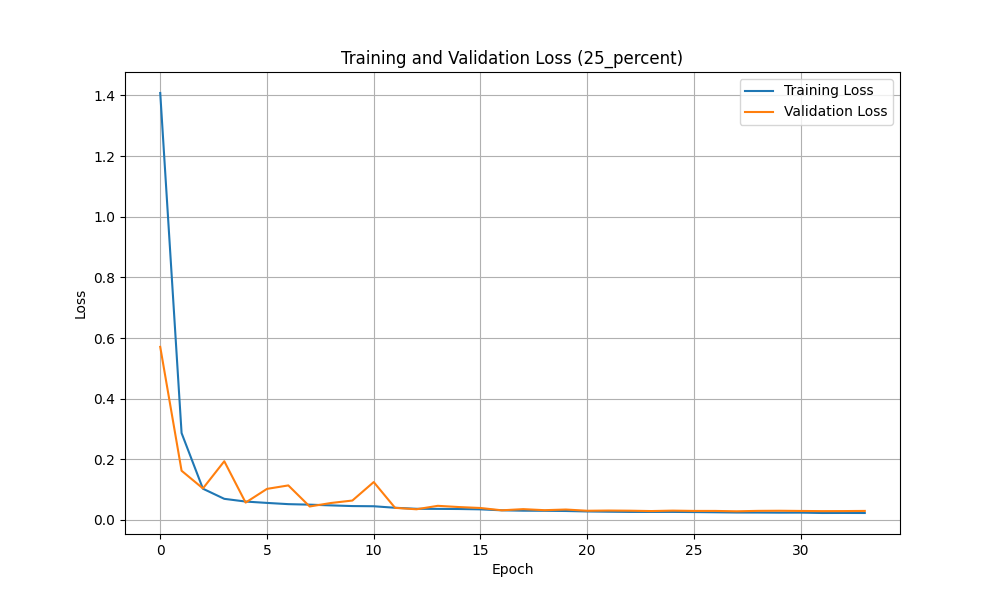 Training and Validation Loss (25_percent)
Training Loss
Validation Loss
Loss
1.4
1.2
1.0
0.8
0.6
0.4
0.2
0.0
0 5 10 15 20 25 30
Epoch